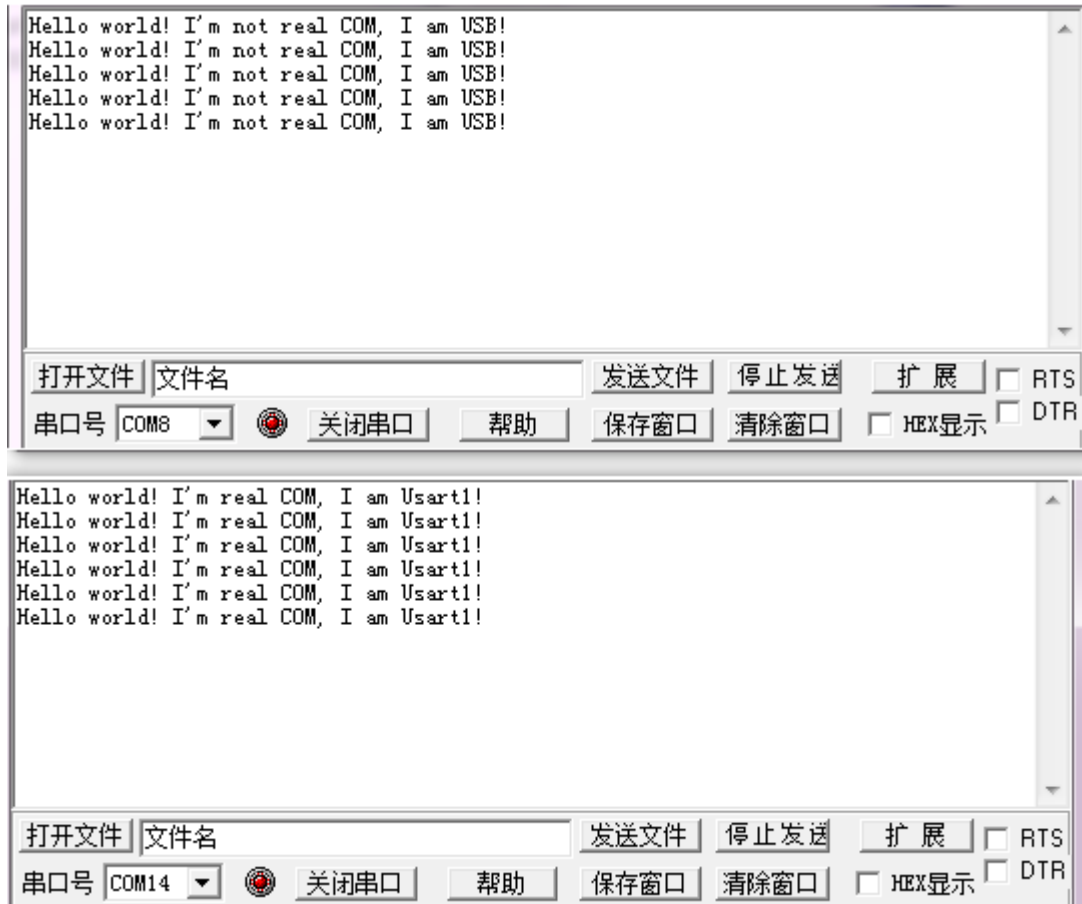 Hello world! I'm not real COM, I am USB!
Hello world! I'm not real COM, I am USB!
Hello world! I'm not real COM, I am USB!
Hello world! I'm not real COM, I am USB!
Hello world! I'm not real COM, I am USB!
打开文件 文件名 发送文件 停止发送 扩 展 RTS
串口号 COM8 关闭串口 帮助 保存窗口 清除窗口 HEX显示 DTR
Hello world! I'm real COM, I am Usart1!
Hello world! I'm real COM, I am Usart1!
Hello world! I'm real COM, I am Usart1!
Hello world! I'm real COM, I am Usart1!
Hello world! I'm real COM, I am Usart1!
Hello world! I'm real COM, I am Usart1!
打开文件 文件名 发送文件 停止发送 扩 展 RTS
串口号 COM14 关闭串口 帮助 保存窗口 清除窗口 HEX显示 DTR